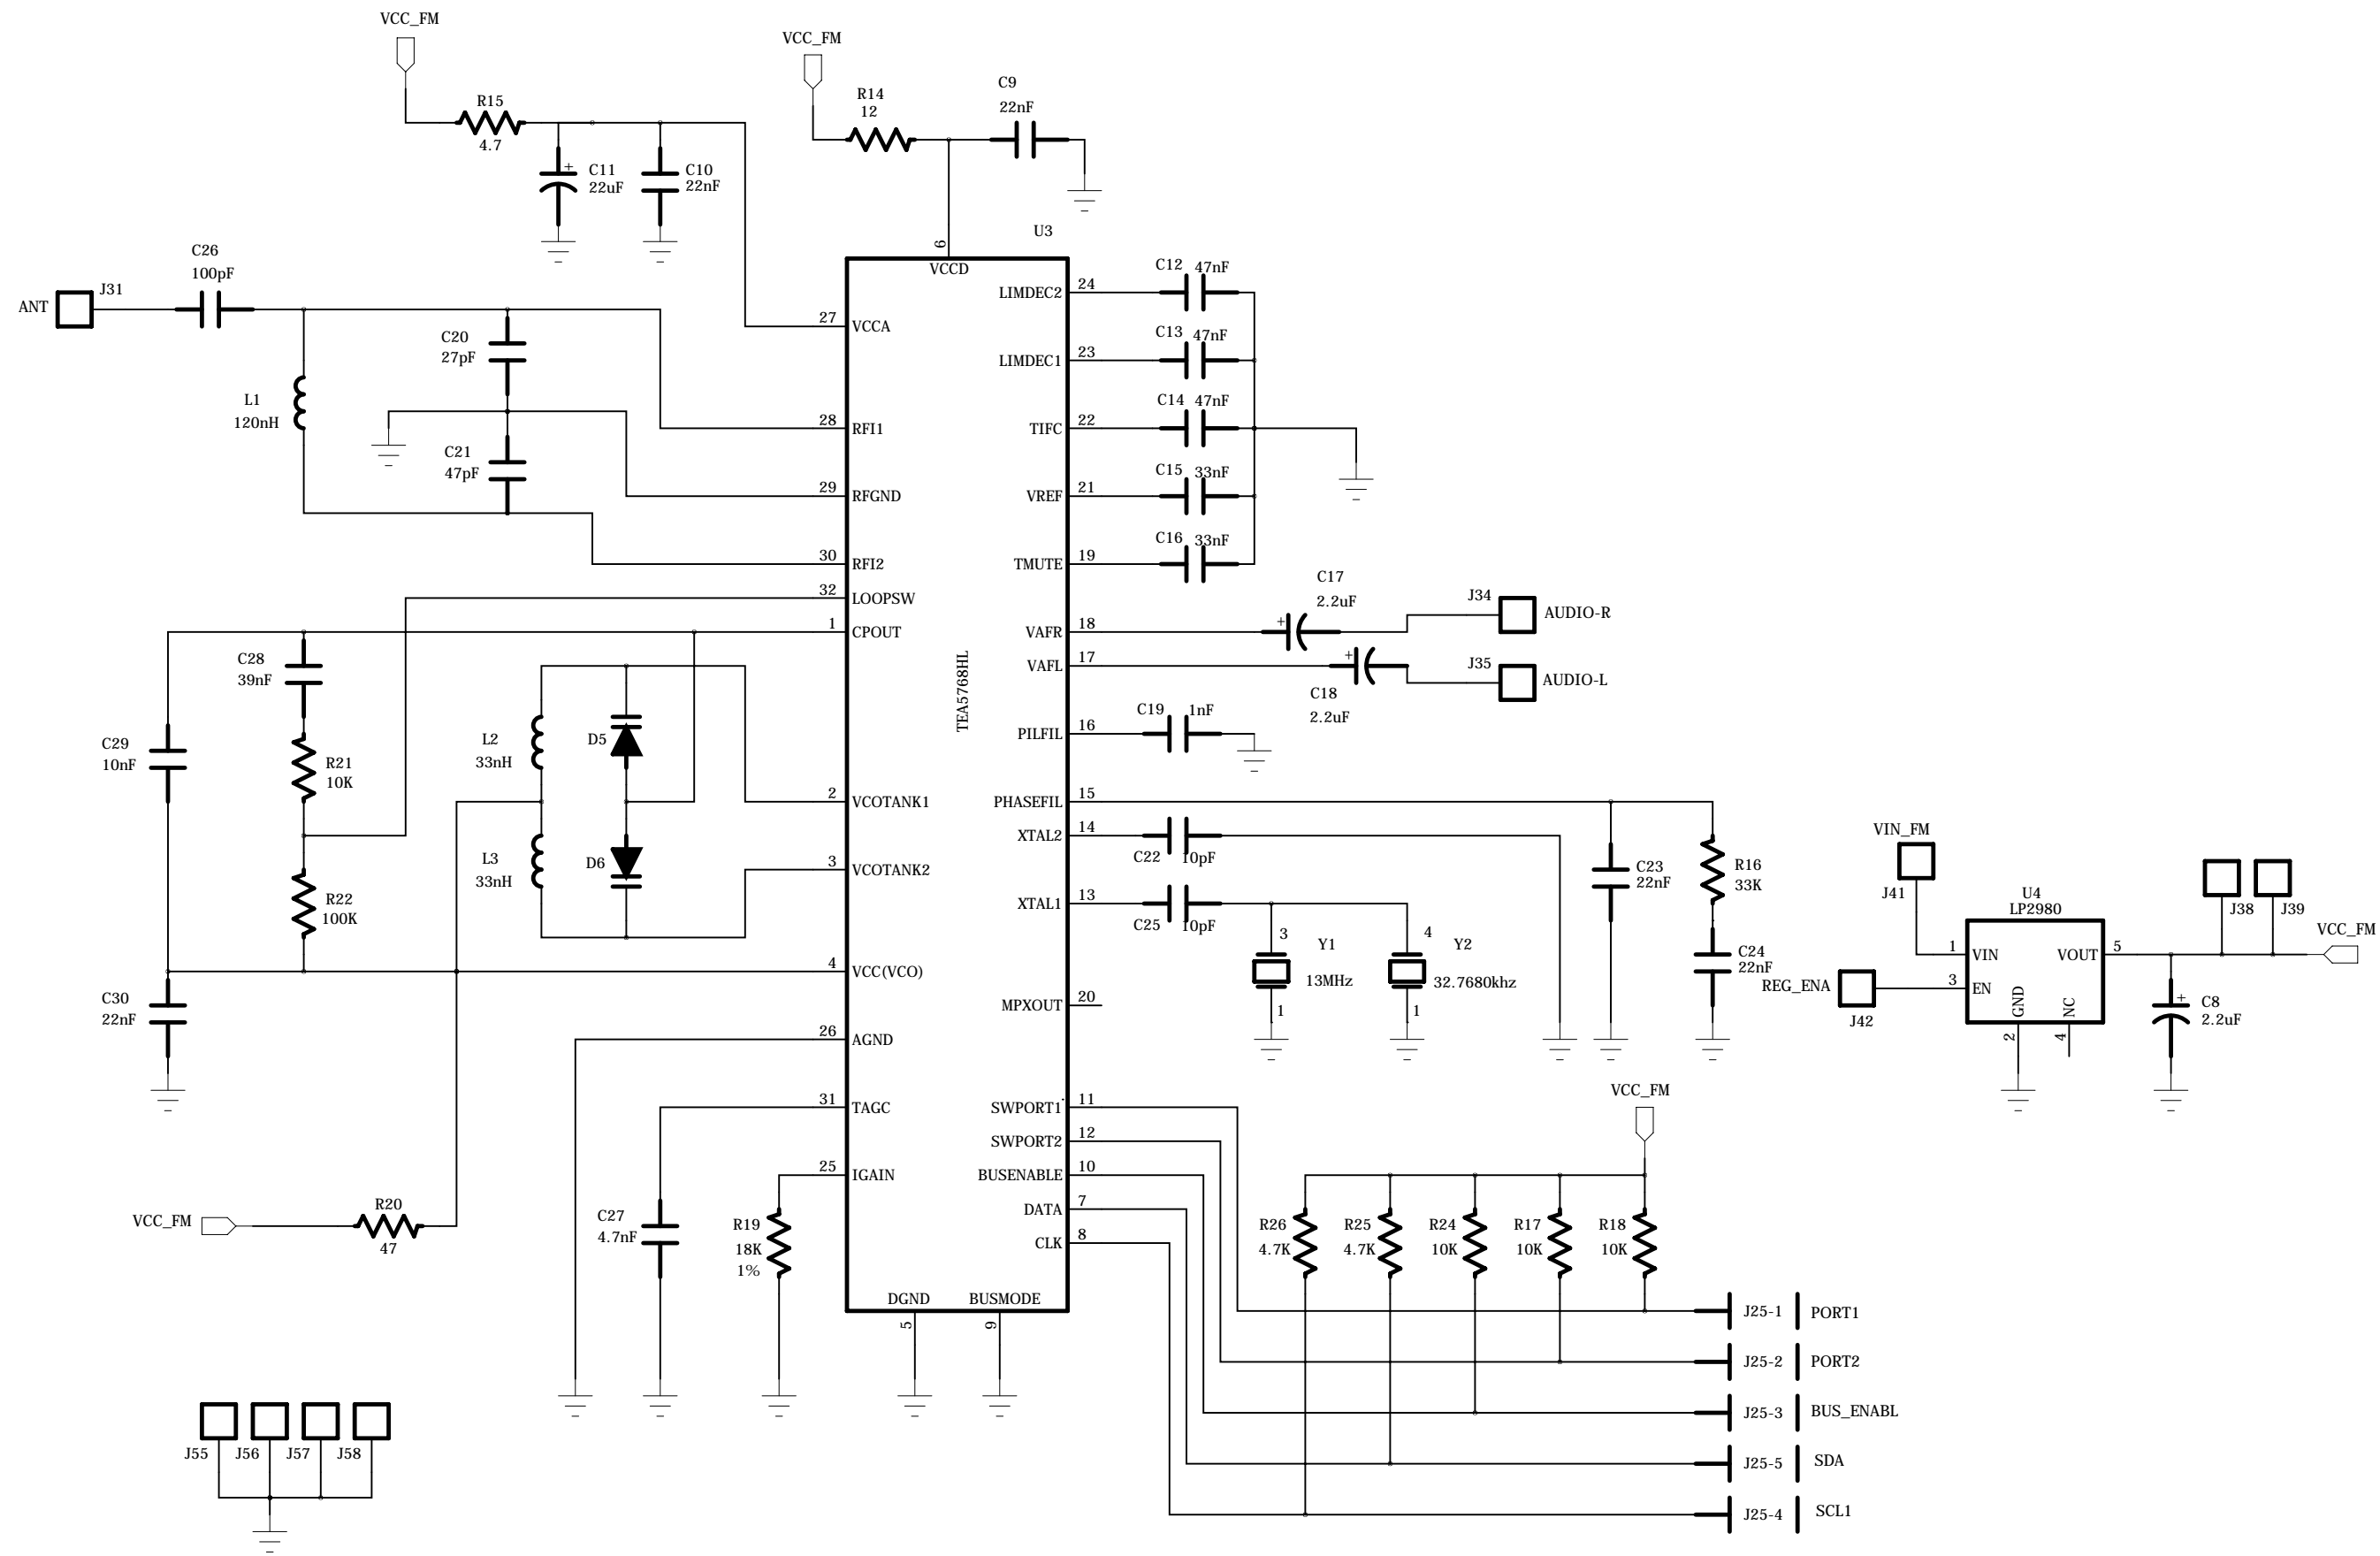 VCC_FM
VCC_FM
R15
4.7
R14
12
C9
22nF
C11
+
22uF
C10
22nF
U3
6
VCCD
C26
100pF
ANT
J31
C20
27pF
L1
120nH
C21
47pF
27 VCCA
28 RFI1
29 RFGND
30 RFI2
32 LOOPSW
1 CPOUT
2 VCOTANK1
3 VCOTANK2
4 VCC(VCO)
26 AGND
31 TAGC
25 IGAIN
TEA5768HL
LIMDEC2 24
LIMDEC1 23
TIFC 22
VREF 21
TMUTE 19
VAFR 18
VAFL 17
PILFIL 16
PHASEFIL 15
XTAL2 14
XTAL1 13
MPXOUT 20
SWPORT1 11
SWPORT2 12
BUSENABLE 10
DATA 7
CLK 8
DGND
5
BUSMODE
9
C12 47nF
C13 47nF
C14 47nF
C15 33nF
C16 33nF
C17
2.2uF
+
J34
AUDIO-R
+
C18
2.2uF
J35
AUDIO-L
C19 1nF
C22 10pF
C25 10pF
3
Y1
13MHz
1
4
Y2
32.7680khz
1
C23
22nF
R16
33K
C24
22nF
C28
39nF
C29
10nF
R21
10K
R22
100K
C30
22nF
L2
33nH
D5
L3
33nH
D6
VCC_FM
R20
47
C27
4.7nF
R19
18K
1%
VIN_FM
J41
REG_ENA
J42
U4
LP2980
1 VIN
3 EN
VOUT 5
GND
2
NC
4
J38
J39
VCC_FM
+
C8
2.2uF
VCC_FM
R26
4.7K
R25
4.7K
R24
10K
R17
10K
R18
10K
J25-1 PORT1
J25-2 PORT2
J25-3 BUS_ENABL
J25-5 SDA
J25-4 SCL1
J55
J56
J57
J58